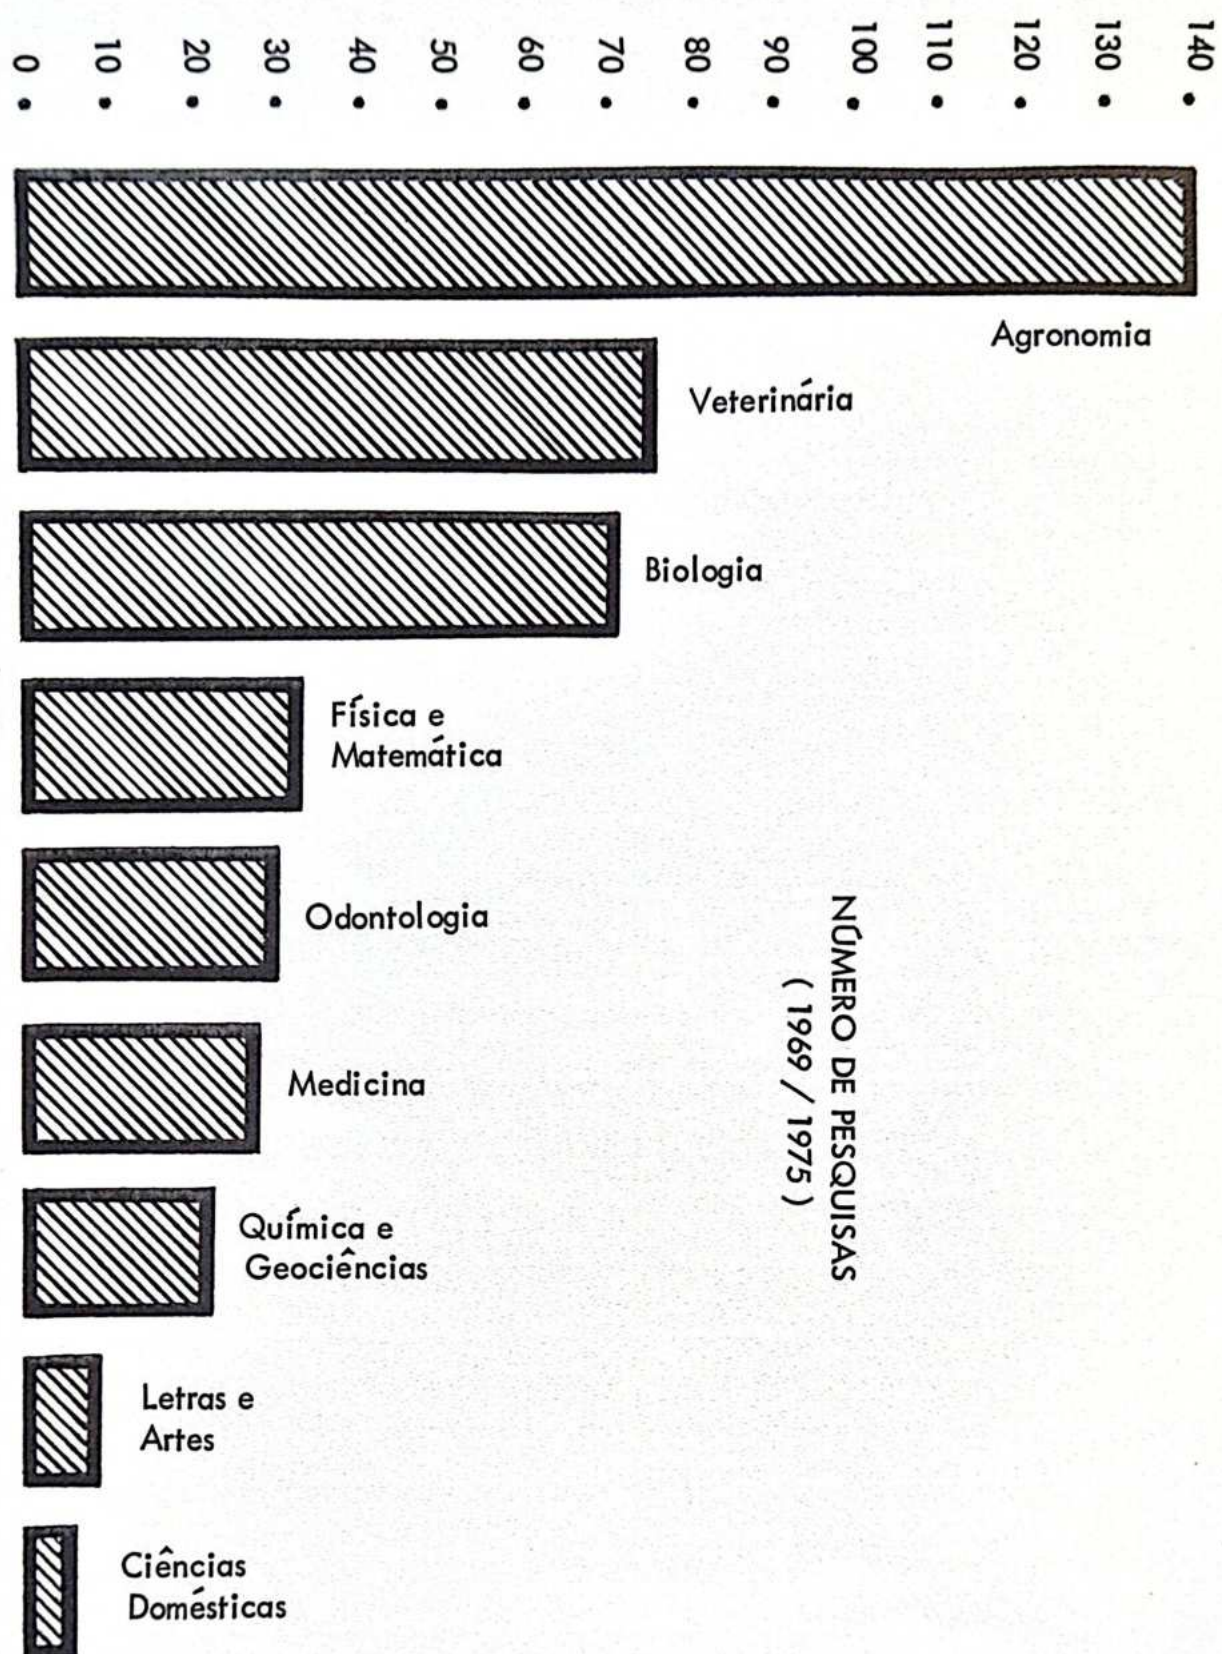 0
10
20
30
40
50
60
70
80
90
100
110
120
130
140
Agronomia
Veterinária
Biologia
Física e
Matemática
Odontologia
Medicina
Química e
Geociências
Letras e
Artes
Ciências
Domésticas
NÚMERO DE PESQUISAS
( 1969 / 1975 )